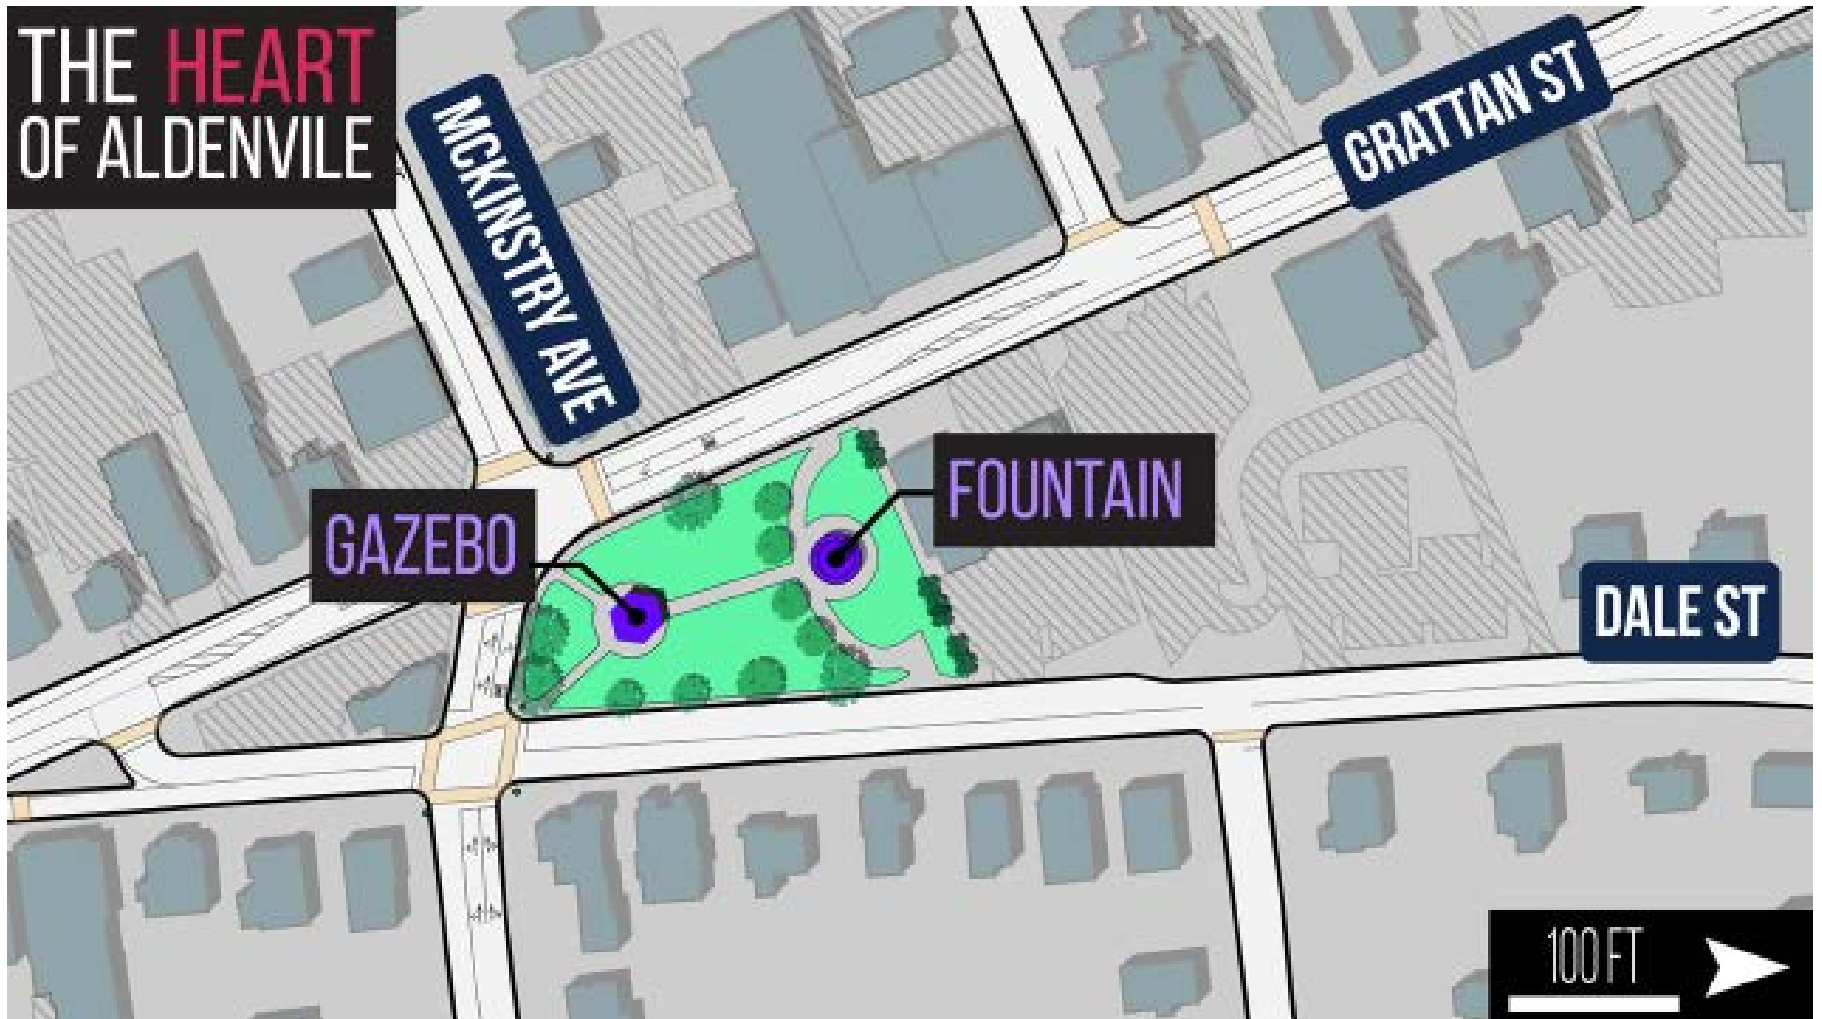 THE HEART
OF ALDENVILE
MCKINSTRY AVE
GRATTAN ST
GAZEBO
FOUNTAIN
DALE ST
100 FT